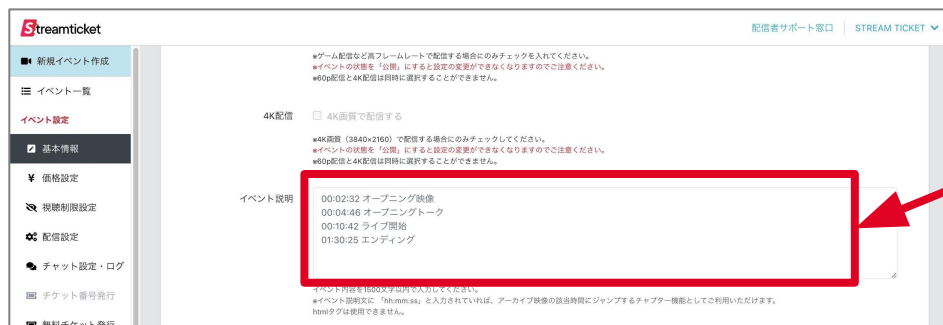 Streamticket
配信者サポート窓口
STREAM TICKET
新規イベント作成
イベント一覧
イベント設定
基本情報
価格設定
視聴制限設定
配信設定
チャット設定・ログ
チケット番号発行
無料チケット発行
※ゲーム配信など高フレームレートで配信する場合にのみチェックを入れてください。
※イベントの状態を「公開」にすると設定の変更ができなくなりますのでご注意ください。
※60p配信と4K配信は同時に選択することができません。
4K配信
4K画質で配信する
※4K画質（3840×2160）で配信する場合にのみチェックしてください。
※イベントの状態を「公開」にすると設定の変更ができなくなりますのでご注意ください。
※60p配信と4K配信は同時に選択することができません。
イベント説明
00:02:32 オープニング映像
00:04:46 オープニングトーク
00:10:42 ライブ開始
01:30:25 エンディング
イベント内容を1500文字以内で入力してください。
※イベント説明文に「hh:mm:ss」と入力されていれば、アーカイブ映像の該当時間にジャンプするチャプター機能としてご利用いただけます。
htmlタグは使用できません。